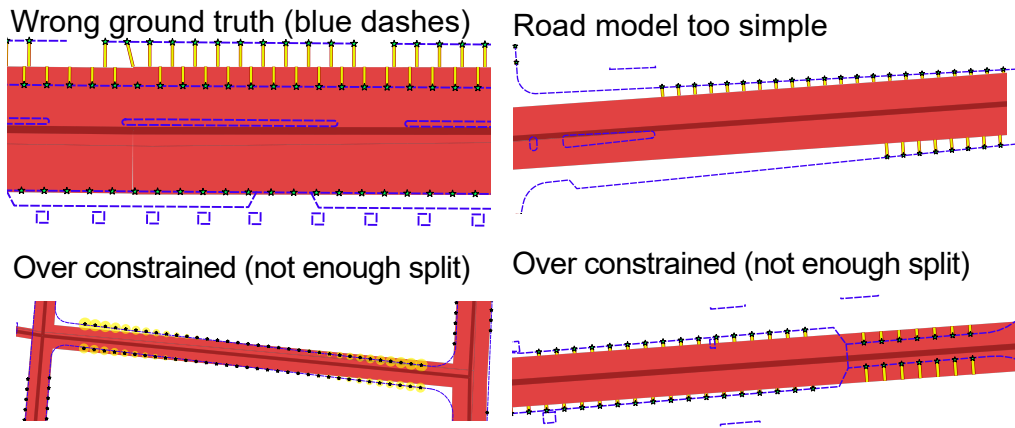 Wrong ground truth (blue dashes)
Road model too simple
Over constrained (not enough split)
Over constrained (not enough split)